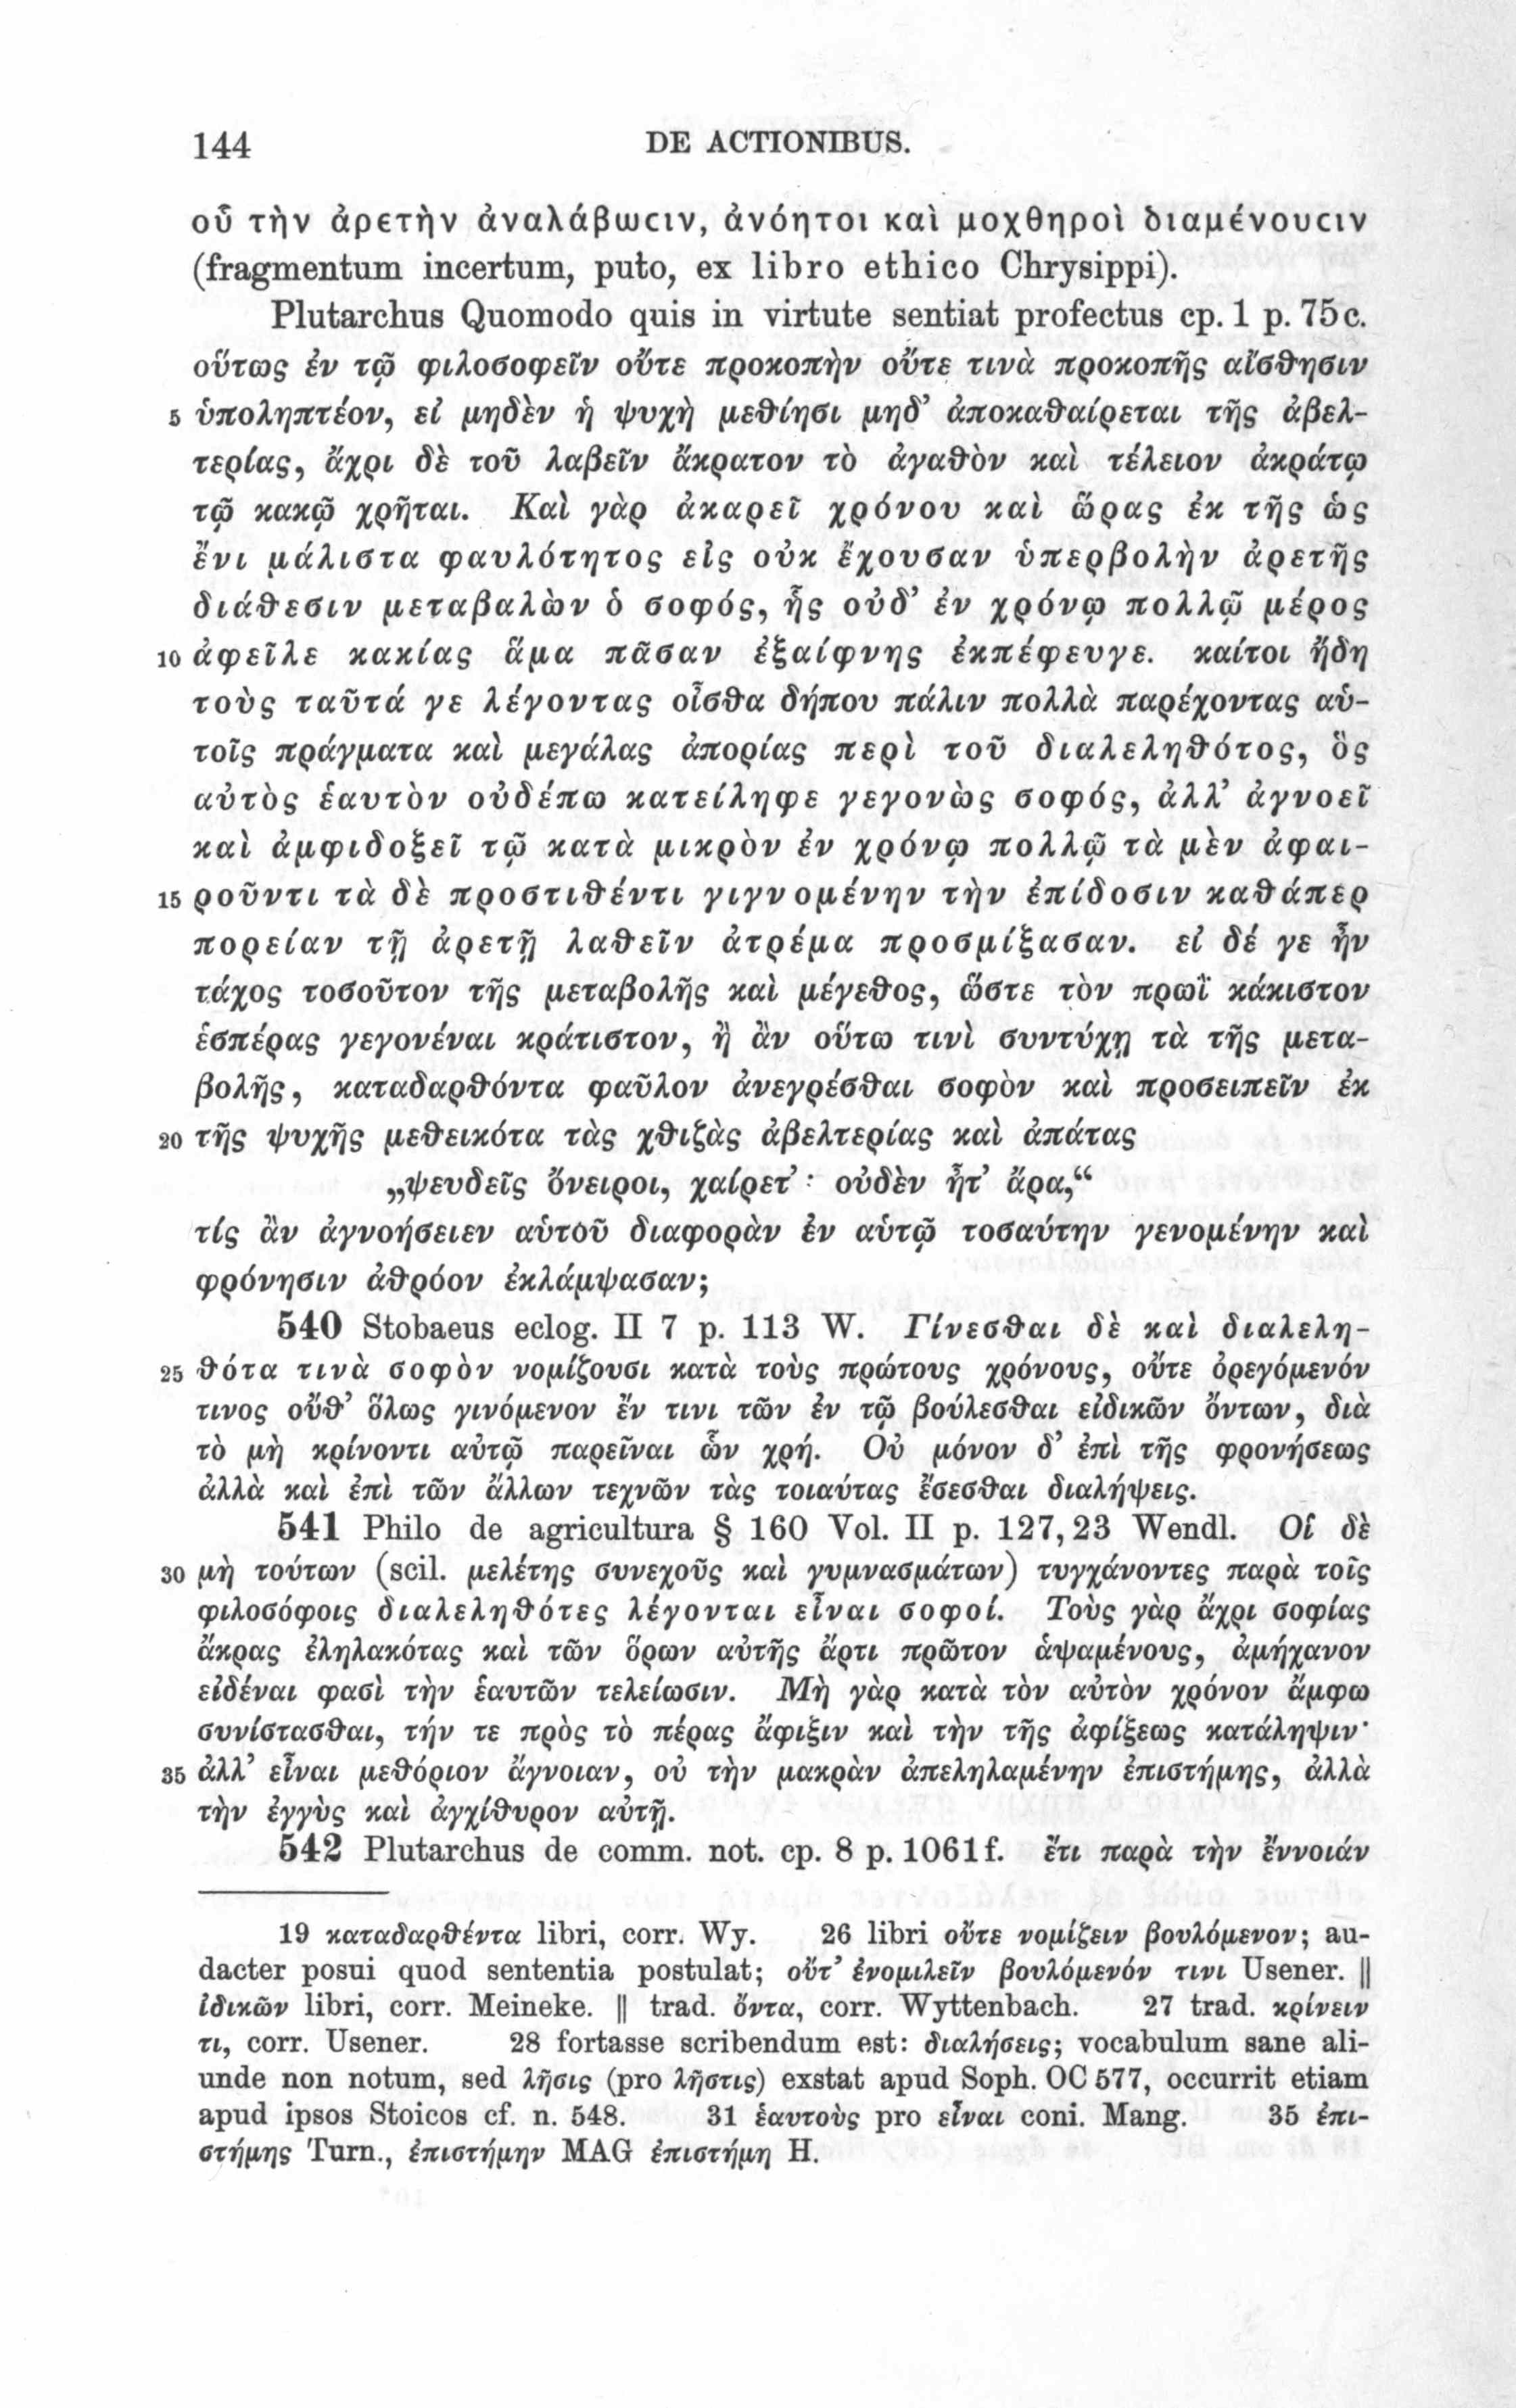 144 DE ACTIONIBUS.
οὗ τὴν ἀρετὴν ἀναλάβωσιν, ἀνόητοι καὶ μοχθηροὶ διαμένουσιν
(fragmentum incertum, puto, ex libro ethico Chrysippi).
Plutarchus Quomodo quis in virtute sentiat profectus cp. 1 p. 75c.
οὕτως ἐν τῷ φιλοσοφεῖν οὔτε προκοπὴν οὔτε τινὰ προκοπῆς αἴσθησιν
5 ὑποληπτέον, εἰ μηδὲν ἡ ψυχὴ μεθίησι μηδ’ ἀποκαθαίρεται τῆς ἀβελ-
τερίας, ἄχρι δὲ τοῦ λαβεῖν ἄκρατον τὸ ἀγαθὸν καὶ τέλειον ἀκράτῳ
τῷ κακῷ χρῆται. Καὶ γὰρ ἀκαρεῖ χρόνου καὶ ὥρας ἐκ τῆς ὡς
ἔνι μάλιστα φαυλότητος εἰς οὐκ ἔχουσαν ὑπερβολὴν ἀρετῆς
διάθεσιν μεταβαλὼν ὁ σοφός, ἧς οὐδ’ ἐν χρόνῳ πολλῷ μέρος
10 ἀφεῖλε κακίας ἅμα πᾶσαν ἐξαίφνης ἐκπέφευγε. καίτοι ἤδη
τοὺς ταῦτά γε λέγοντας οἶσθα δήπου πάλιν πολλὰ παρέχοντας αὑ-
τοῖς πράγματα καὶ μεγάλας ἀπορίας περὶ τοῦ διαλεληθότος, ὃς
αὐτὸς ἑαυτὸν οὐδέπω κατείληφε γεγονὼς σοφός, ἀλλ’ ἀγνοεῖ
καὶ ἀμφιδοξεῖ τῷ κατὰ μικρὸν ἐν χρόνῳ πολλῷ τὰ μὲν ἀφαι-
15 ροῦντι τὰ δὲ προστιθέντι γιγνομένην τὴν ἐπίδοσιν καθάπερ
πορείαν τῇ ἀρετῇ λαθεῖν ἀτρέμα προσμίξασαν. εἰ δέ γε ἦν
τάχος τοσοῦτον τῆς μεταβολῆς καὶ μέγεθος, ὥστε τὸν πρωῒ κάκιστον
ἑσπέρας γεγονέναι κράτιστον, ἢ ἂν οὕτω τινὶ συντύχῃ τὰ τῆς μετα-
βολῆς, καταδαρθόντα φαῦλον ἀνεγρέσθαι σοφὸν καὶ προσειπεῖν ἐκ
20 τῆς ψυχῆς μεθεικότα τὰς χθιζὰς ἀβελτερίας καὶ ἀπάτας
„ψευδεῖς ὄνειροι, χαίρετ’· οὐδὲν ἦτ’ ἄρα,“
τίς ἂν ἀγνοήσειεν αὑτοῦ διαφορὰν ἐν αὑτῷ τοσαύτην γενομένην καὶ
φρόνησιν ἀθρόον ἐκλάμψασαν;
540 Stobaeus eclog. II 7 p. 113 W. Γίνεσθαι δὲ καὶ διαλελη-
25 θότα τινὰ σοφὸν νομίζουσι κατὰ τοὺς πρώτους χρόνους, οὔτε ὀρεγόμενόν
τινος οὔθ’ ὅλως γινόμενον ἔν τινι τῶν ἐν τῷ βούλεσθαι εἰδικῶν ὄντων, διὰ
τὸ μὴ κρίνοντι αὐτῷ παρεῖναι ὧν χρή. Οὐ μόνον δ’ ἐπὶ τῆς φρονήσεως
ἀλλὰ καὶ ἐπὶ τῶν ἄλλων τεχνῶν τὰς τοιαύτας ἔσεσθαι διαλήψεις.
541 Philo de agricultura § 160 Vol. II p. 127,23 Wendl. Οἱ δὲ
30 μὴ τούτων (scil. μελέτης συνεχοῦς καὶ γυμνασμάτων) τυγχάνοντες παρὰ τοῖς
φιλοσόφοις διαλεληθότες λέγονται εἶναι σοφοί. Τοὺς γὰρ ἄχρι σοφίας
ἄκρας ἐληλακότας καὶ τῶν ὅρων αὐτῆς ἄρτι πρῶτον ἁψαμένους, ἀμήχανον
εἰδέναι φασὶ τὴν ἑαυτῶν τελείωσιν. Μὴ γὰρ κατὰ τὸν αὐτὸν χρόνον ἄμφω
συνίστασθαι, τήν τε πρὸς τὸ πέρας ἄφιξιν καὶ τὴν τῆς ἀφίξεως κατάληψιν·
35 ἀλλ’ εἶναι μεθόριον ἄγνοιαν, οὐ τὴν μακρὰν ἀπεληλαμένην ἐπιστήμης, ἀλλὰ
τὴν ἐγγὺς καὶ ἀγχίθυρον αὐτῇ.
542 Plutarchus de comm. not. cp. 8 p. 1061f. ἔτι παρὰ τὴν ἔννοιάν
19 καταδαρθέντα libri, corr. Wy. 26 libri οὔτε νομίζειν βουλόμενον; au-
dacter posui quod sententia postulat; οὔτ’ ἐνομιλεῖν βουλόμενόν τινι Usener. ||
ἰδικῶν libri, corr. Meineke. || trad. ὄντα, corr. Wyttenbach. 27 trad. κρίνειν
τι, corr. Usener. 28 fortasse scribendum est: διαλήσεις; vocabulum sane ali-
unde non notum, sed λῆσις (pro λῆστις) exstat apud Soph. OC 577, occurrit etiam
apud ipsos Stoicos cf. n. 548. 31 ἑαυτοὺς pro εἶναι coni. Mang. 35 ἐπι-
στήμης Turn., ἐπιστήμην MAG ἐπιστήμη H.